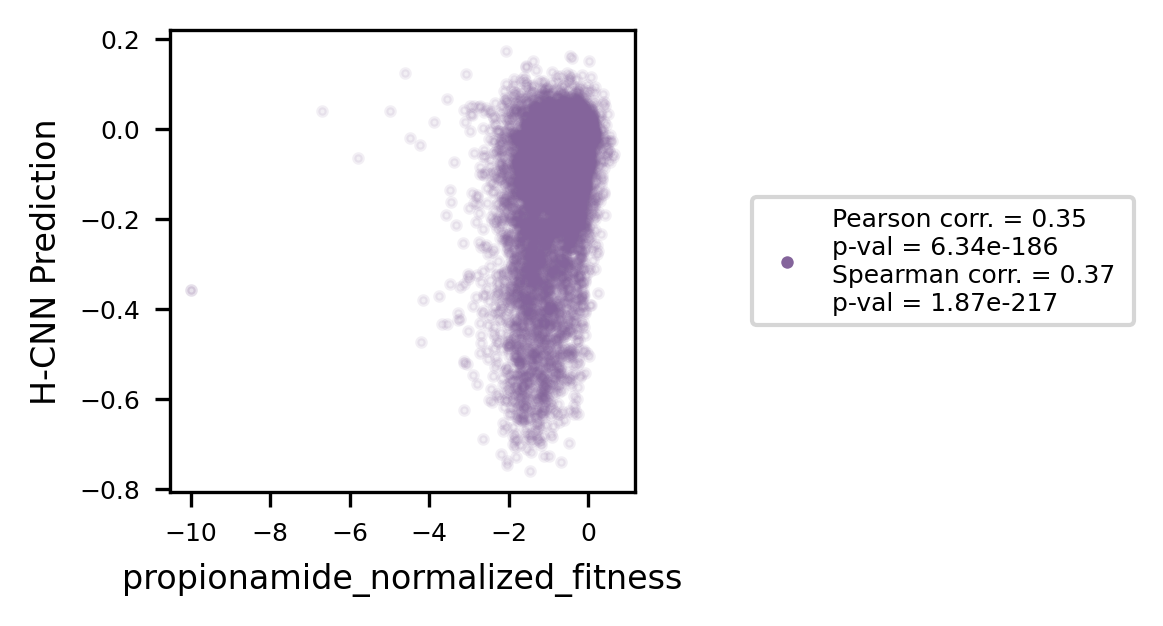 0.2
0.0
−0.2
−0.4
−0.6
−0.8
H-CNN Prediction
−10
−8
−6
−4
−2
0
propionamide_normalized_fitness
Pearson corr. = 0.35
p-val = 6.34e-186
Spearman corr. = 0.37
p-val = 1.87e-217